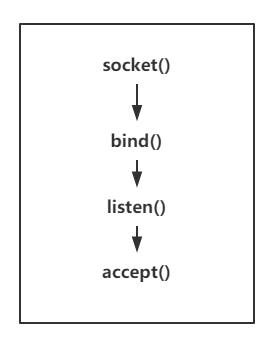 socket()
bind()
listen()
accept()